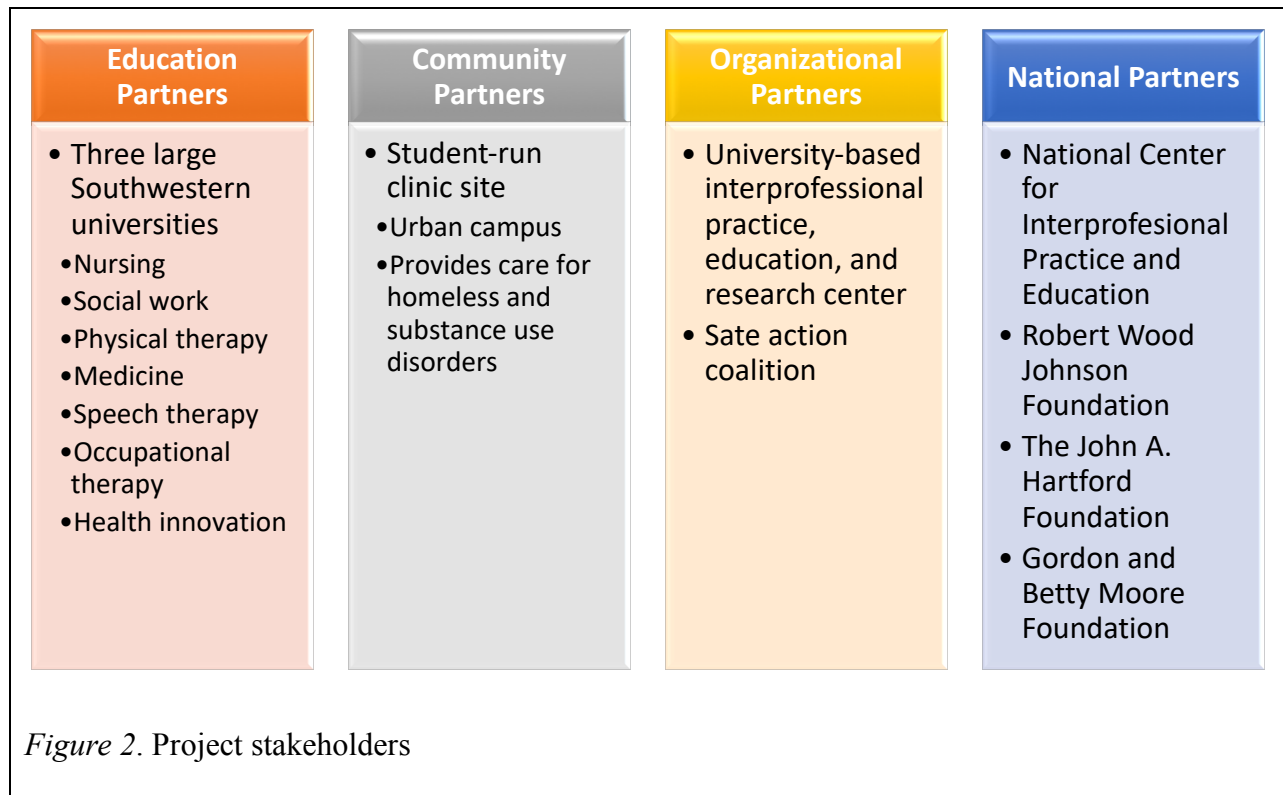 Education
Partners
• Three large
Southwestern
universities
•Nursing
•Social work
•Physical therapy
•Medicine
•Speech therapy
•Occupational
therapy
•Health innovation
Community
Partners
• Student-run
clinic site
•Urban campus
•Provides care for
homeless and
substance use
disorders
Organizational
Partners
• University-based
interprofessional
practice,
education, and
research center
• Sate action
coalition
National Partners
• National Center
for
Interprofesional
Practice and
Education
• Robert Wood
Johnson
Foundation
• The John A.
Hartford
Foundation
• Gordon and
Betty Moore
Foundation
Figure 2. Project stakeholders